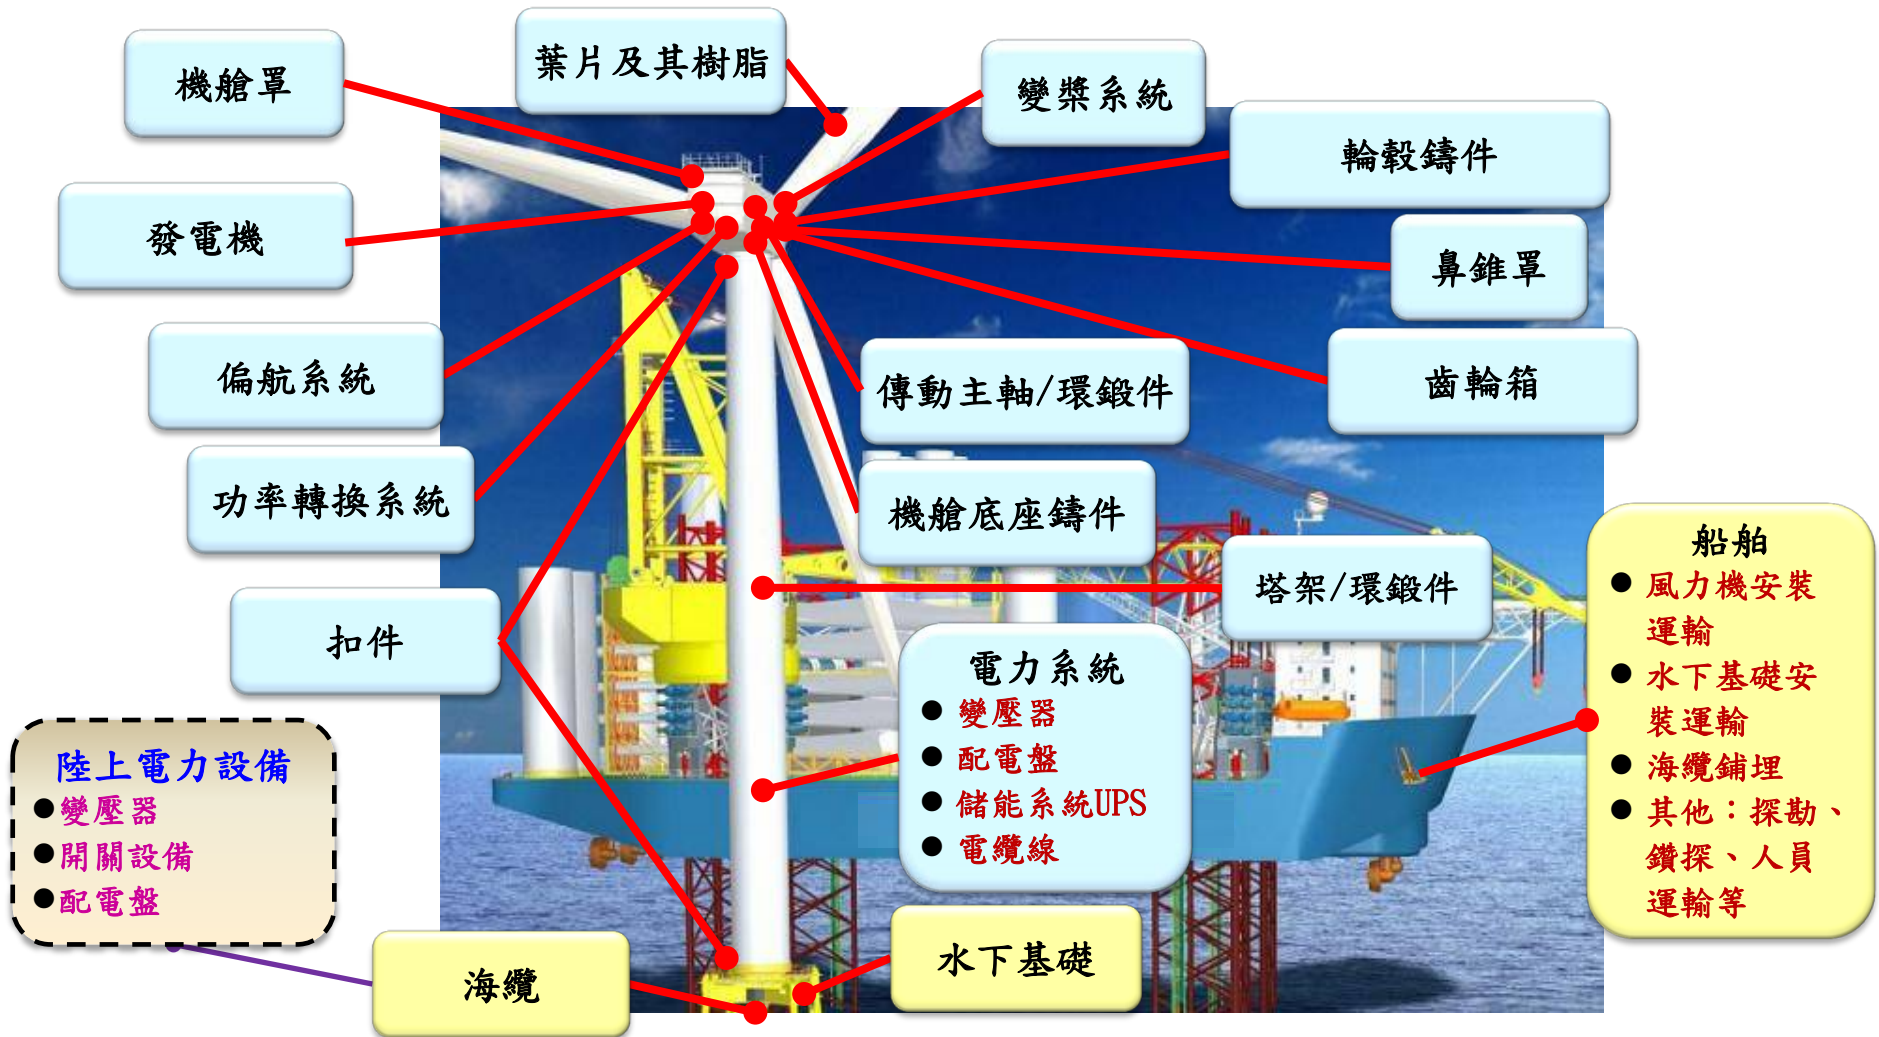 葉片及其樹脂
機艙罩
變槳系統
輪轂鑄件
發電機
鼻錐罩
偏航系統
傳動主軸/環鍛件
齒輪箱
功率轉換系統
機艙底座鑄件
塔架/環鍛件
扣件
船舶
● 風力機安裝
運輸
● 水下基礎安
裝運輸
● 海纜鋪埋
● 其他：探勘、
鑽探、人員
運輸等
電力系統
● 變壓器
● 配電盤
● 儲能系統UPS
● 電纜線
陸上電力設備
●變壓器
●開關設備
●配電盤
海纜
水下基礎